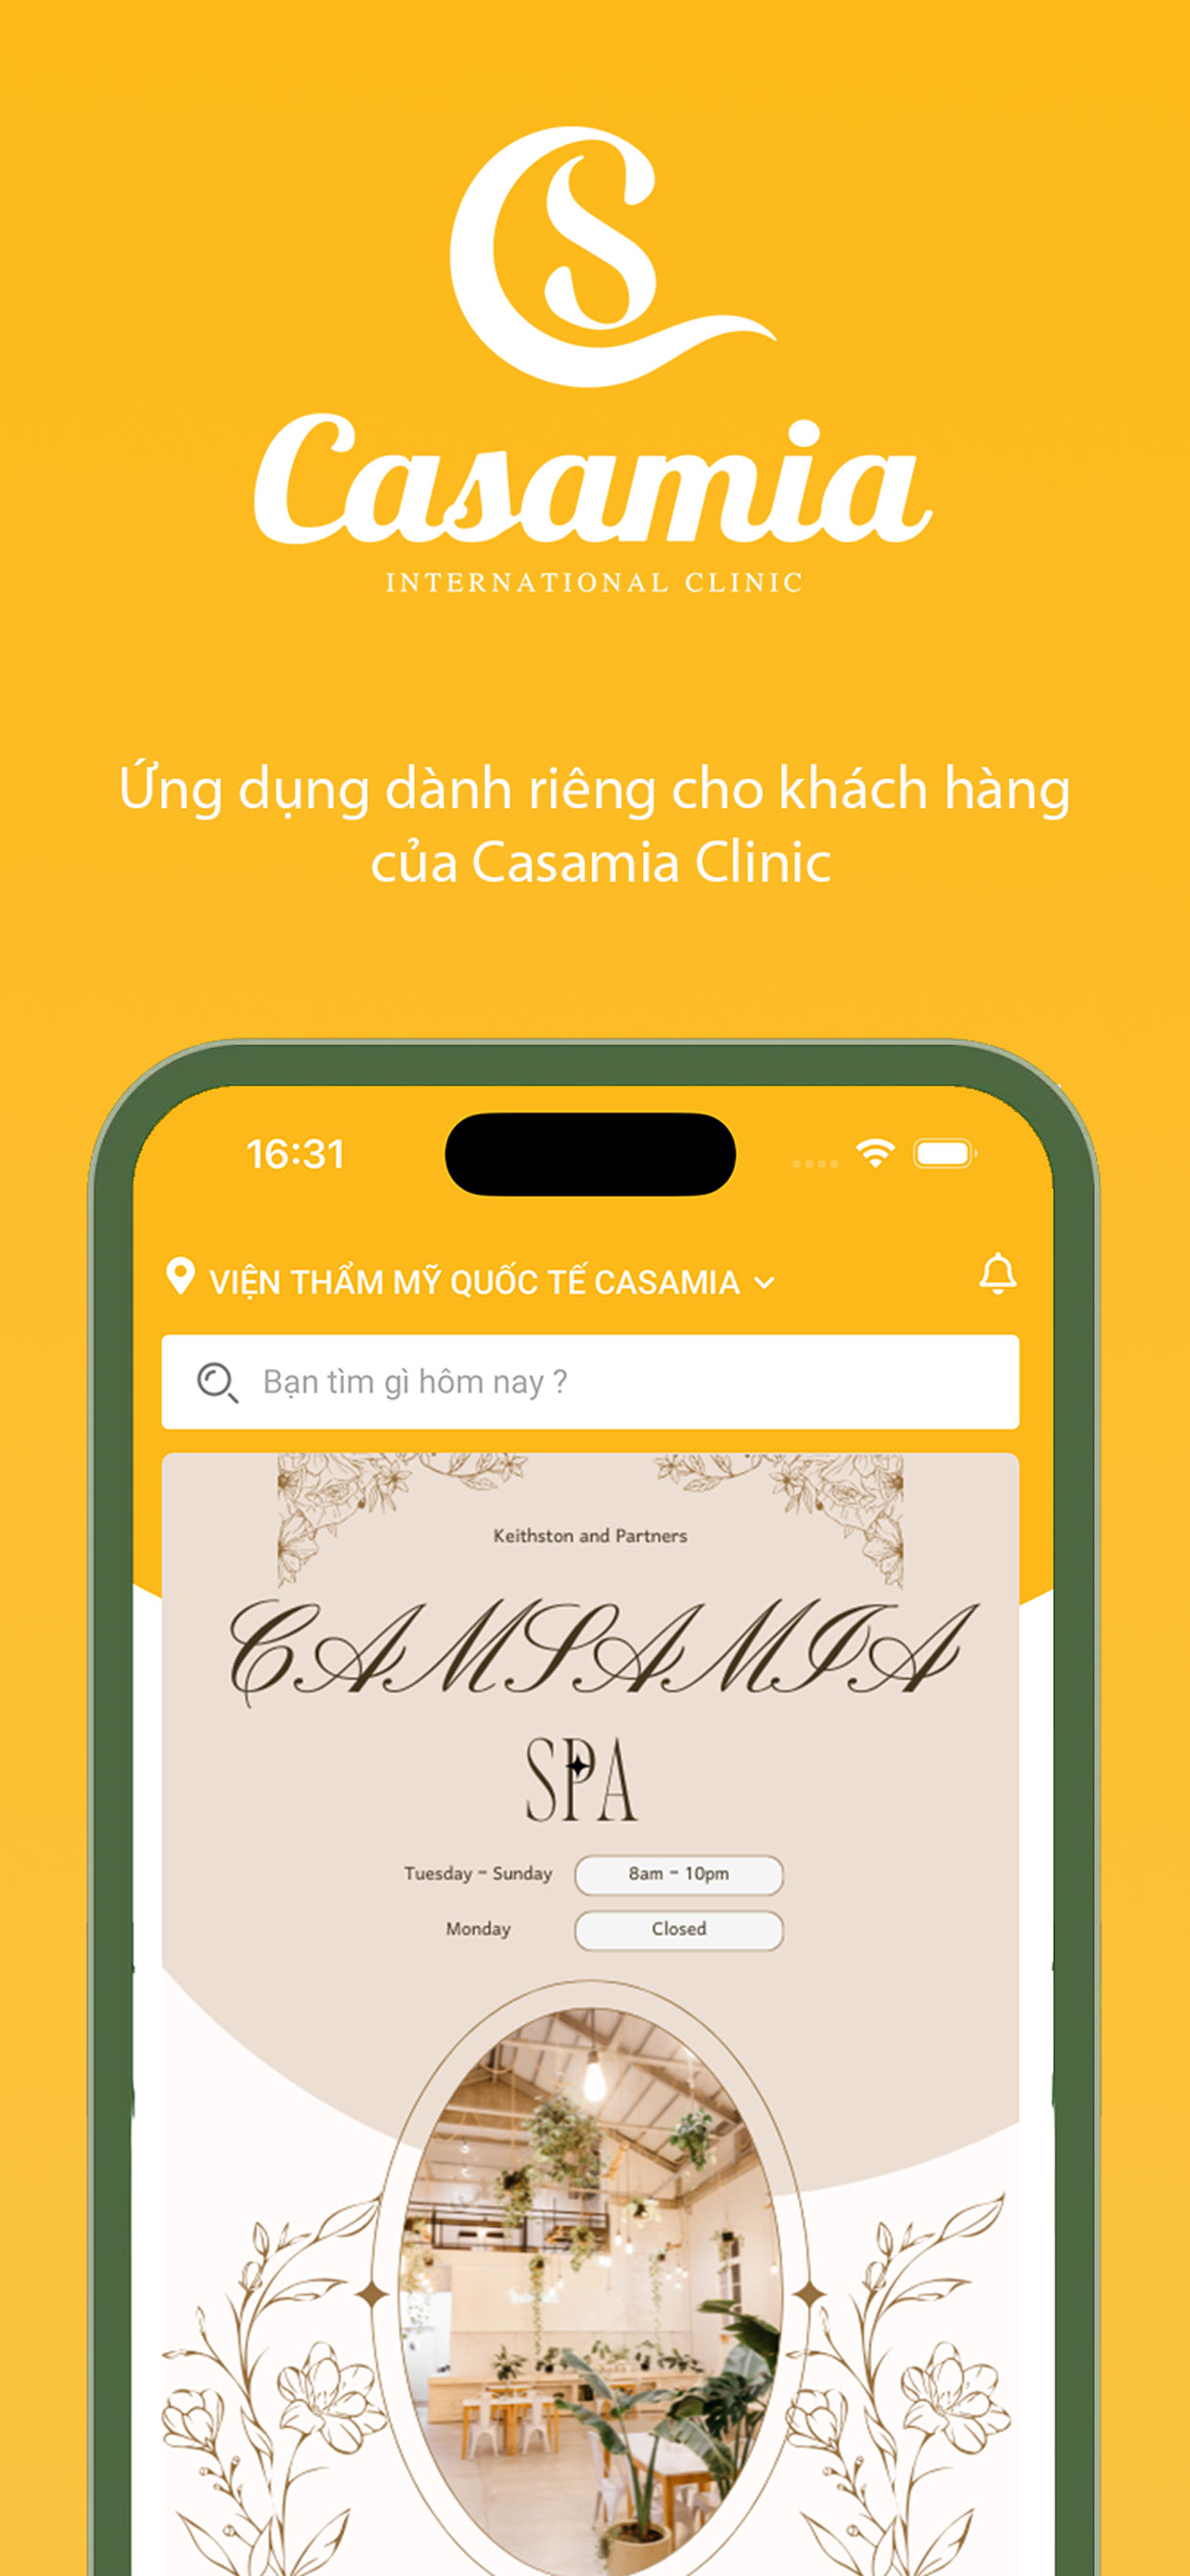 CS
Casamia
INTERNATIONAL CLINIC
Ứng dụng dành riêng cho khách hàng
của Casamia Clinic
16:31
VIỆN THẨM MỸ QUỐC TẾ CASAMIA
Bạn tìm gì hôm nay ?
Keithston and Partners
CAMSAMIA
SPA
Tuesday - Sunday 8am - 10pm
Monday Closed